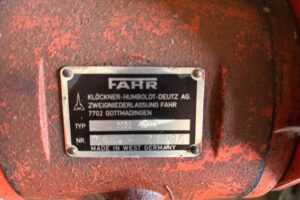 FAHR
KLÖCKNER-HUMBOLDT-DEUTZ AG.
ZWEIGNIEDERLASSUNG FAHR
7702 GOTTMADINGEN
TYP
NR.
MADE IN WEST GERMANY